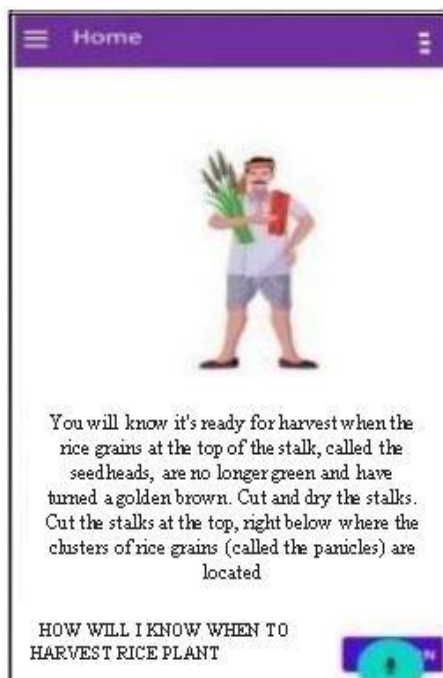 Home
You will know it's ready for harvest when the
rice grains at the top of the stalk, called the
seedheads, are no longer green and have
turned a golden brown. Cut and dry the stalks.
Cut the stalks at the top, right below where the
clusters of rice grains (called the panicles) are
located
HOW WILL I KNOW WHEN TO
HARVEST RICE PLANT